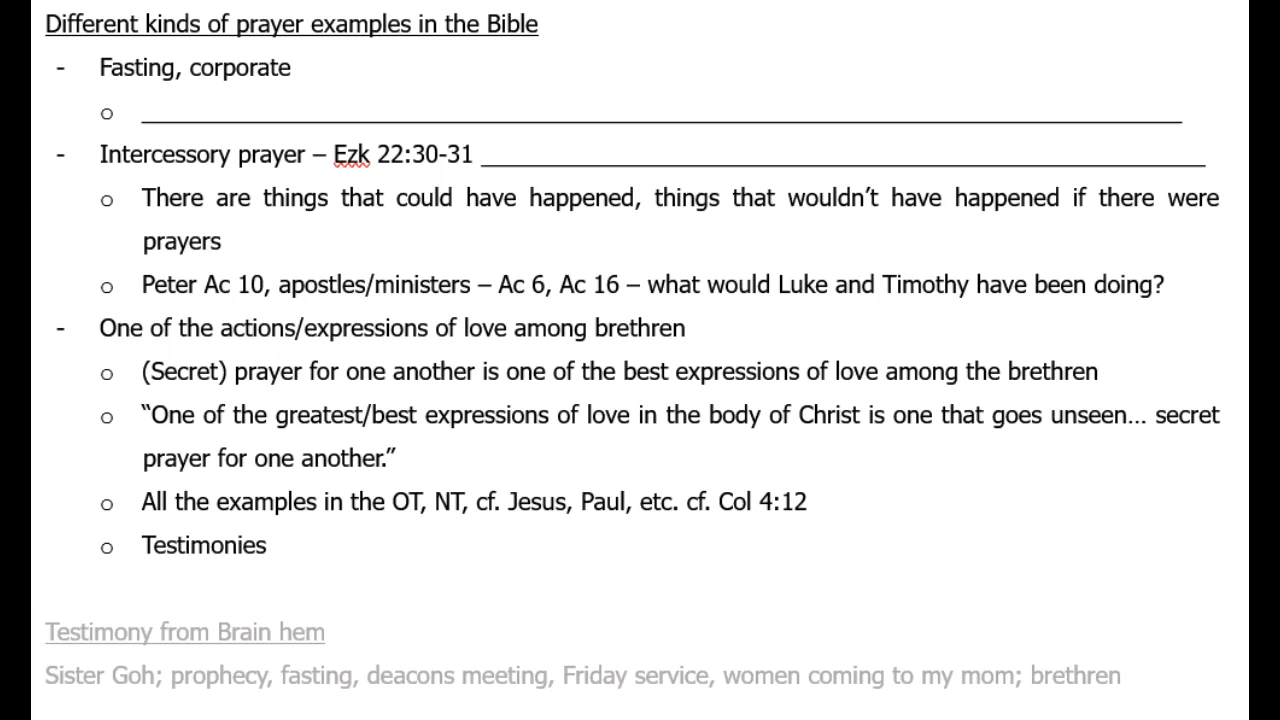 Different kinds of prayer examples in the Bible
- Fasting, corporate
o ____________________
- Intercessory prayer – Ezk 22:30-31 ____________________
o There are things that could have happened, things that wouldn’t have happened if there were
prayers
o Peter Ac 10, apostles/ministers – Ac 6, Ac 16 – what would Luke and Timothy have been doing?
- One of the actions/expressions of love among brethren
o (Secret) prayer for one another is one of the best expressions of love among the brethren
o “One of the greatest/best expressions of love in the body of Christ is one that goes unseen… secret
prayer for one another.”
o All the examples in the OT, NT, cf. Jesus, Paul, etc. cf. Col 4:12
o Testimonies
Testimony from Brain hem
Sister Goh; prophecy, fasting, deacons meeting, Friday service, women coming to my mom; brethren